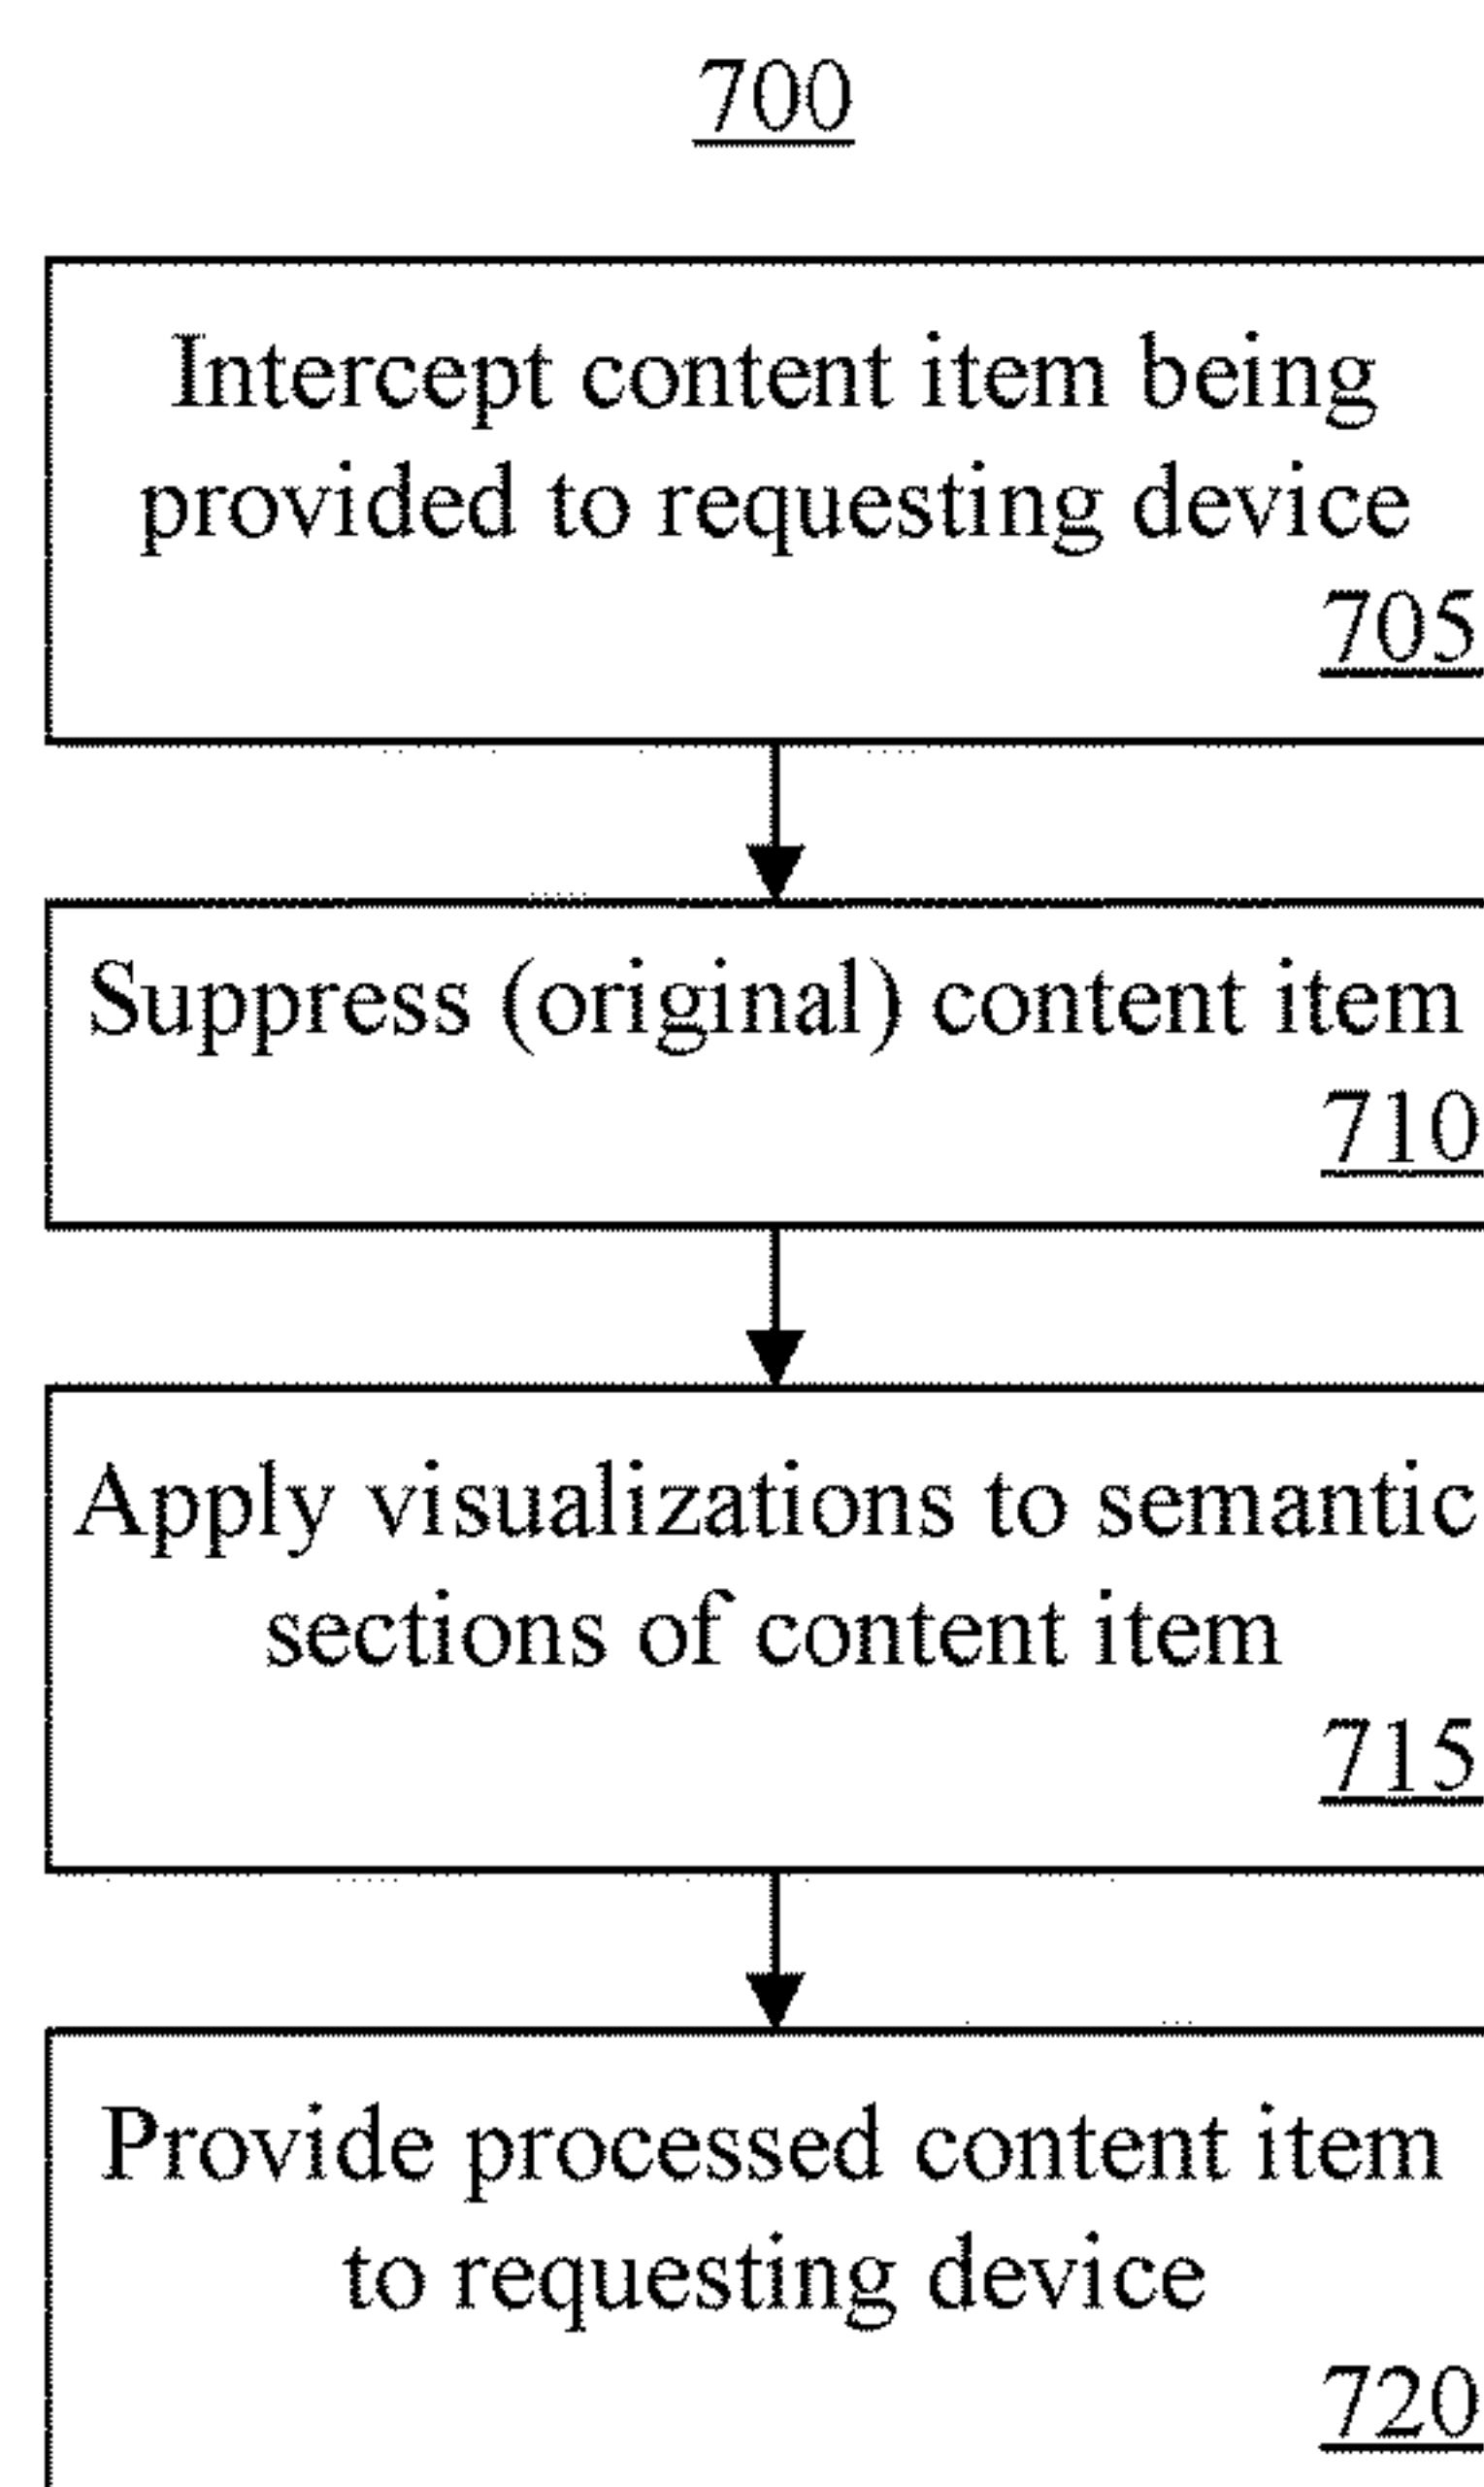 700
Intercept content item being
provided to requesting device
705
Suppress (original) content item
710
Apply visualizations to semantic
sections of content item
715
Provide processed content item
to requesting device
720